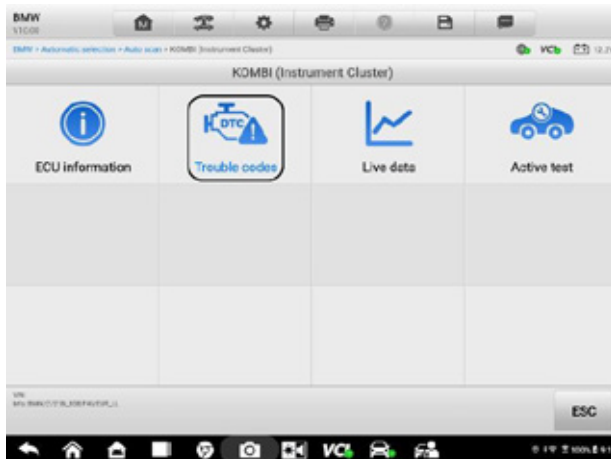 BMW
V10.00
BMW > Automatic selection > Auto scan > KOMBI (Instrument Cluster)
VCI
KOMBI (Instrument Cluster)
DTC
ECU information
Trouble codes
Live data
Active test
VIN
ESC
VCI